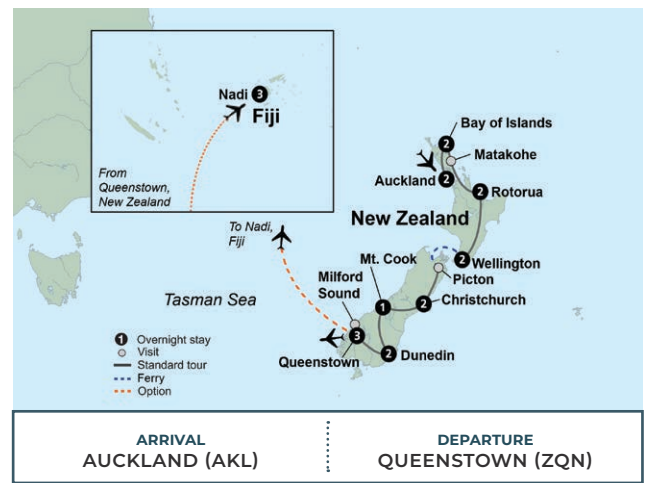 Nadi 3
Fiji
From
Queenstown,
New Zealand
To Nadi,
Fiji
Bay of Islands
2
Matakohe
Auckland 2
2 Rotorua
New Zealand
2 Wellington
Picton
Mt. Cook
1
2 Christchurch
Milford
Sound
3
Queenstown
2 Dunedin
Tasman Sea
1 Overnight stay
Visit
Standard tour
Ferry
Option
ARRIVAL
AUCKLAND (AKL)
DEPARTURE
QUEENSTOWN (ZQN)